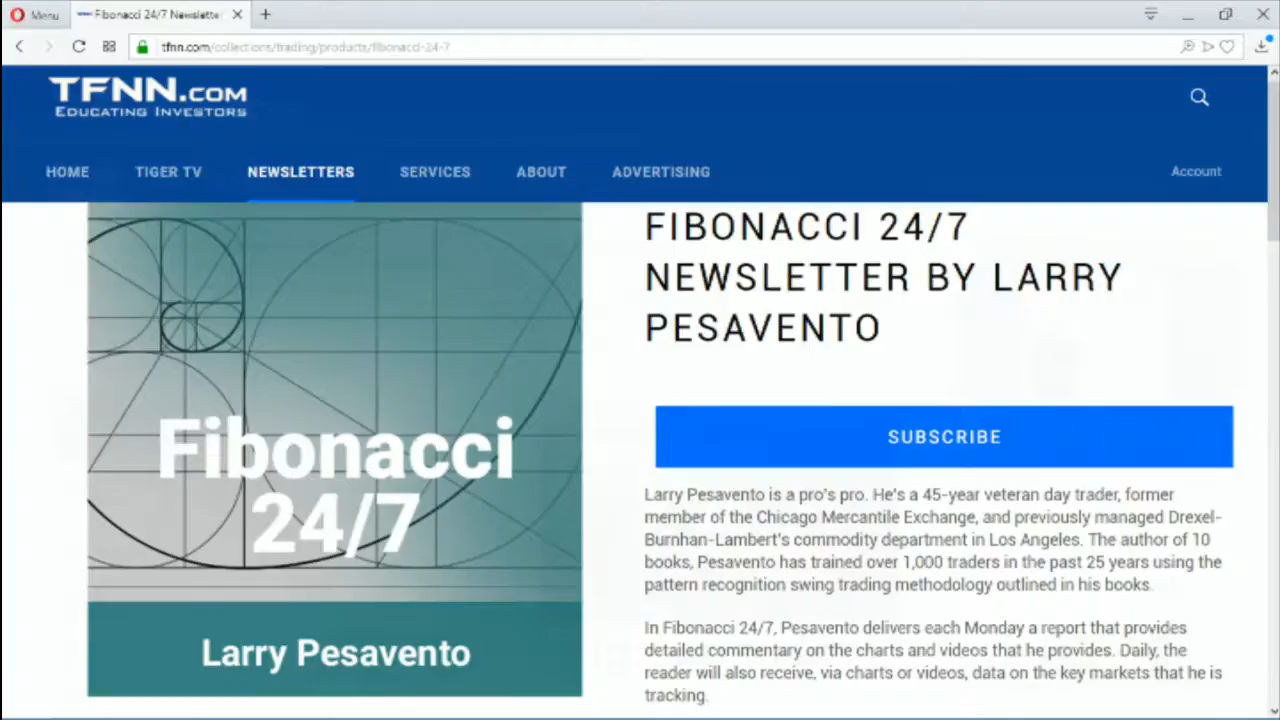 Menu
Fibonacci 24/7 Newslette
tfnn.com/collections/trading/products/fibonacci-24-7
TFNN.COM
EDUCATING INVESTORS
HOME TIGER TV NEWSLETTERS SERVICES ABOUT ADVERTISING Account
Fibonacci
24/7
Larry Pesavento
FIBONACCI 24/7
NEWSLETTER BY LARRY
PESAVENTO
SUBSCRIBE
Larry Pesavento is a pro's pro. He's a 45-year veteran day trader, former
member of the Chicago Mercantile Exchange, and previously managed Drexel-
Burnhan-Lambert's commodity department in Los Angeles. The author of 10
books, Pesavento has trained over 1,000 traders in the past 25 years using the
pattern recognition swing trading methodology outlined in his books.
In Fibonacci 24/7, Pesavento delivers each Monday a report that provides
detailed commentary on the charts and videos that he provides. Daily, the
reader will also receive, via charts or videos, data on the key markets that he is
tracking.